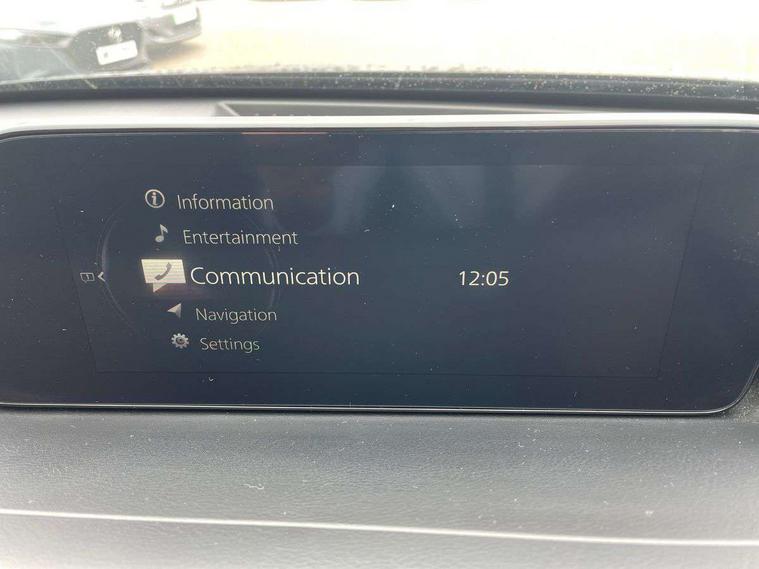 Information
Entertainment
Communication
12:05
Navigation
Settings